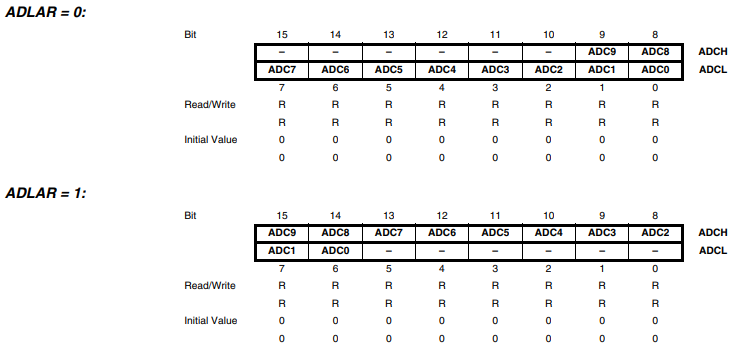 ADLAR = 0:
Bit 15 14 13 12 11 10 9 8
– – – – – – ADC9 ADC8 ADCH
ADC7 ADC6 ADC5 ADC4 ADC3 ADC2 ADC1 ADC0 ADCL
7 6 5 4 3 2 1 0
Read/Write R R R R R R R R
R R R R R R R R
Initial Value 0 0 0 0 0 0 0 0
0 0 0 0 0 0 0 0
ADLAR = 1:
Bit 15 14 13 12 11 10 9 8
ADC9 ADC8 ADC7 ADC6 ADC5 ADC4 ADC3 ADC2 ADCH
ADC1 ADC0 – – – – – – ADCL
7 6 5 4 3 2 1 0
Read/Write R R R R R R R R
R R R R R R R R
Initial Value 0 0 0 0 0 0 0 0
0 0 0 0 0 0 0 0